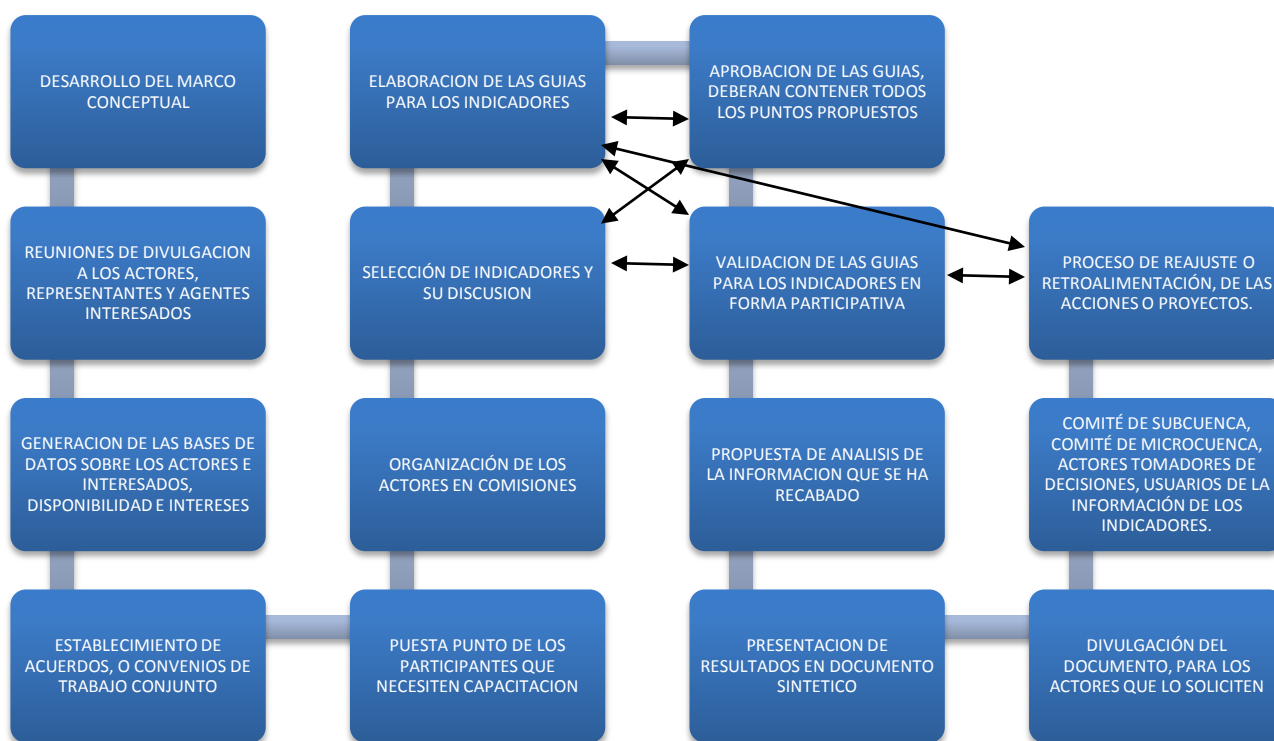 DESARROLLO DEL MARCO
CONCEPTUAL
REUNIONES DE DIVULGACION
A LOS ACTORES,
REPRESENTANTES Y AGENTES
INTERESADOS
GENERACION DE LAS BASES DE
DATOS SOBRE LOS ACTORES E
INTERESADOS,
DISPONIBILIDAD E INTERESES
ESTABLECIMIENTO DE
ACUERDOS, O CONVENIOS DE
TRABAJO CONJUNTO
PUESTA PUNTO DE LOS
PARTICIPANTES QUE
NECESITEN CAPACITACION
ORGANIZACIÓN DE LOS
ACTORES EN COMISIONES
SELECCIÓN DE INDICADORES Y
SU DISCUSION
ELABORACION DE LAS GUIAS
PARA LOS INDICADORES
APROBACION DE LAS GUIAS,
DEBERAN CONTENER TODOS
LOS PUNTOS PROPUESTOS
VALIDACION DE LAS GUIAS
PARA LOS INDICADORES EN
FORMA PARTICIPATIVA
PROPUESTA DE ANALISIS DE
LA INFORMACION QUE SE HA
RECABADO
PRESENTACION DE
RESULTADOS EN DOCUMENTO
SINTETICO
DIVULGACIÓN DEL
DOCUMENTO, PARA LOS
ACTORES QUE LO SOLICITEN
COMITÉ DE SUBCUENCA,
COMITÉ DE MICROCUENCA,
ACTORES TOMADORES DE
DECISIONES, USUARIOS DE LA
INFORMACIÓN DE LOS
INDICADORES.
PROCESO DE REAJUSTE O
RETROALIMENTACIÓN, DE LAS
ACCIONES O PROYECTOS.